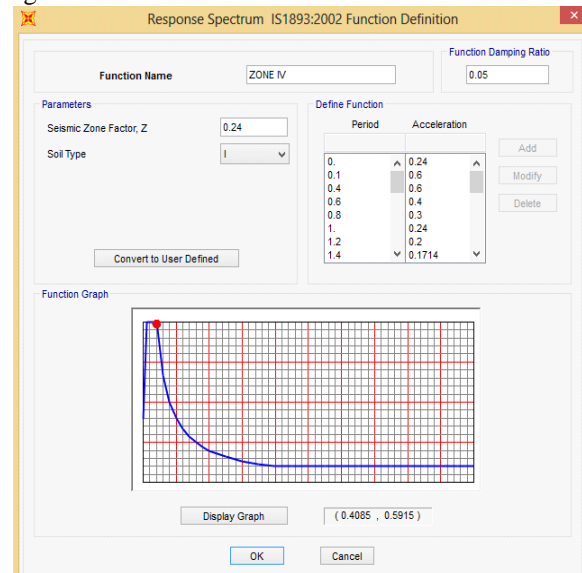 Response Spectrum IS1893:2002 Function Definition
x
Function Damping Ratio
Function Name
ZONE IV
0.05
Parameters
Seismic Zone Factor, Z
0.24
Soil Type
I
Convert to User Defined
Define Function
Period Acceleration
0. 0.24
0.1 0.6
0.4 0.6
0.6 0.4
0.8 0.3
1. 0.24
1.2 0.2
1.4 0.1714
Add
Modify
Delete
Function Graph
Display Graph
( 0.4085 , 0.5915 )
OK
Cancel